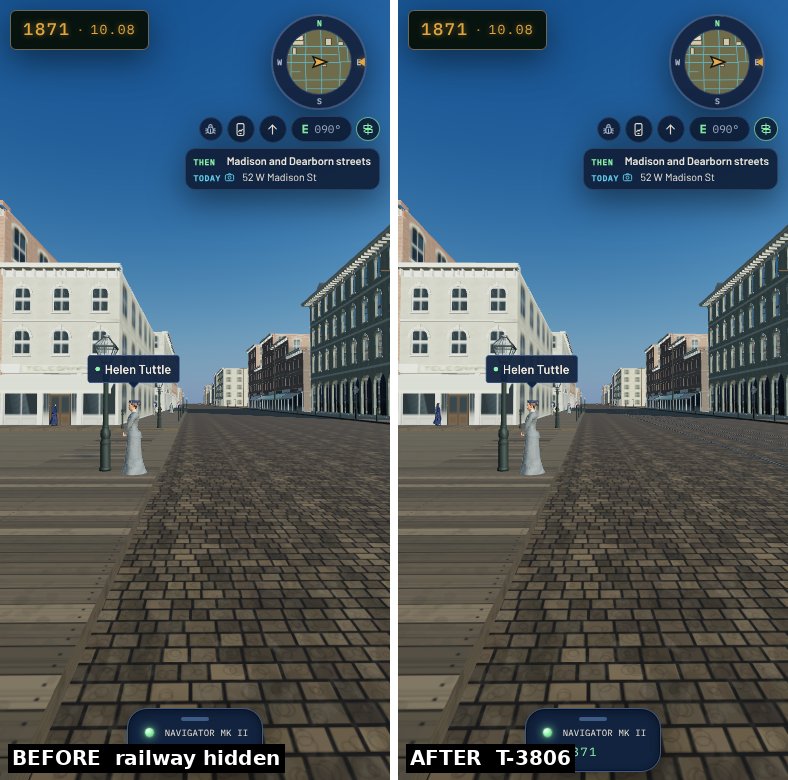 1871 · 10.08
N
W
E
S
E 090°
THEN Madison and Dearborn streets
TODAY 52 W Madison St
Helen Tuttle
TELEGRAPH
NAVIGATOR MK II
BEFORE railway hidden
1871 · 10.08
N
W
E
S
E 090°
THEN Madison and Dearborn streets
TODAY 52 W Madison St
Helen Tuttle
NAVIGATOR MK II
871
AFTER T-3806